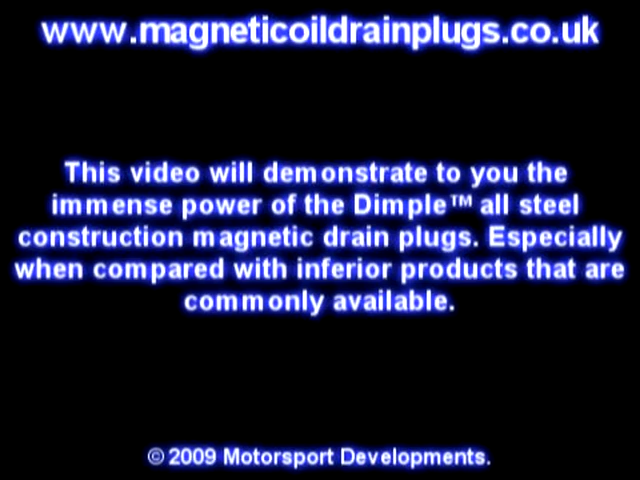 www.magneticoildrainplugs.co.uk
This video will demonstrate to you the
immense power of the Dimple™ all steel
construction magnetic drain plugs. Especially
when compared with inferior products that are
commonly available.
© 2009 Motorsport Developments.